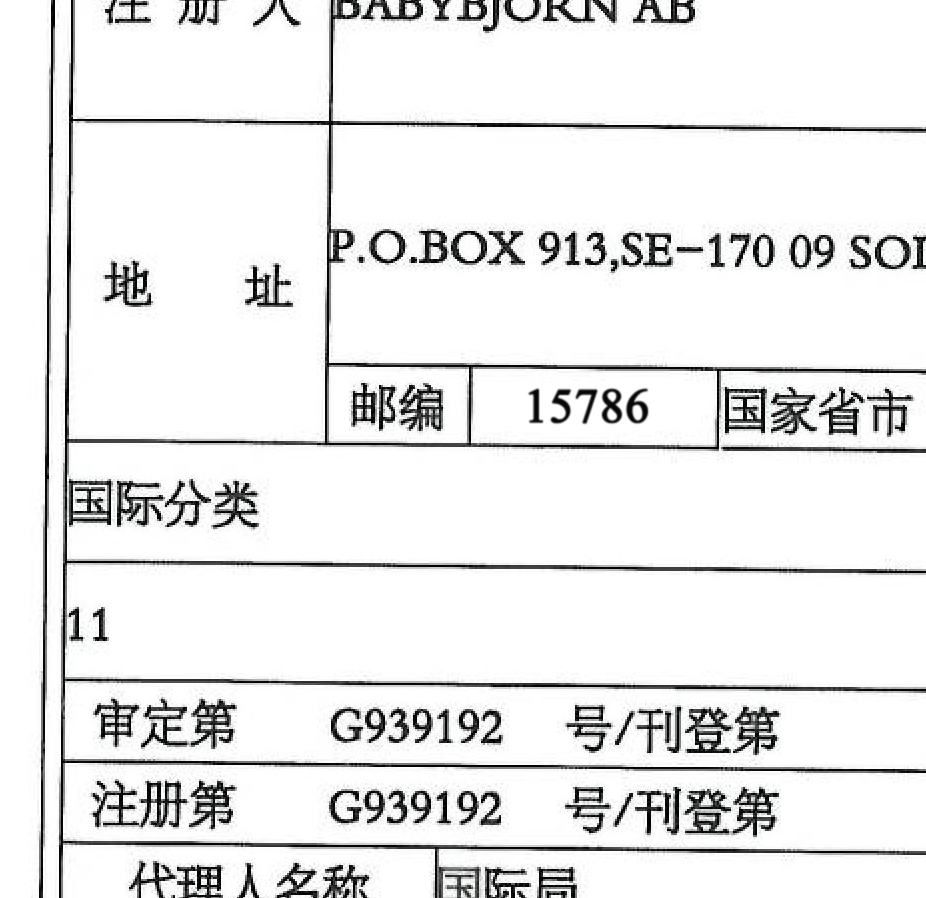 注 册 人 BABYBJORN AB
地 址 P.O.BOX 913,SE-170 09 SOL
邮编 15786 国家省市
国际分类
11
审定第 G939192 号/刊登第
注册第 G939192 号/刊登第
代理人名称 国际局